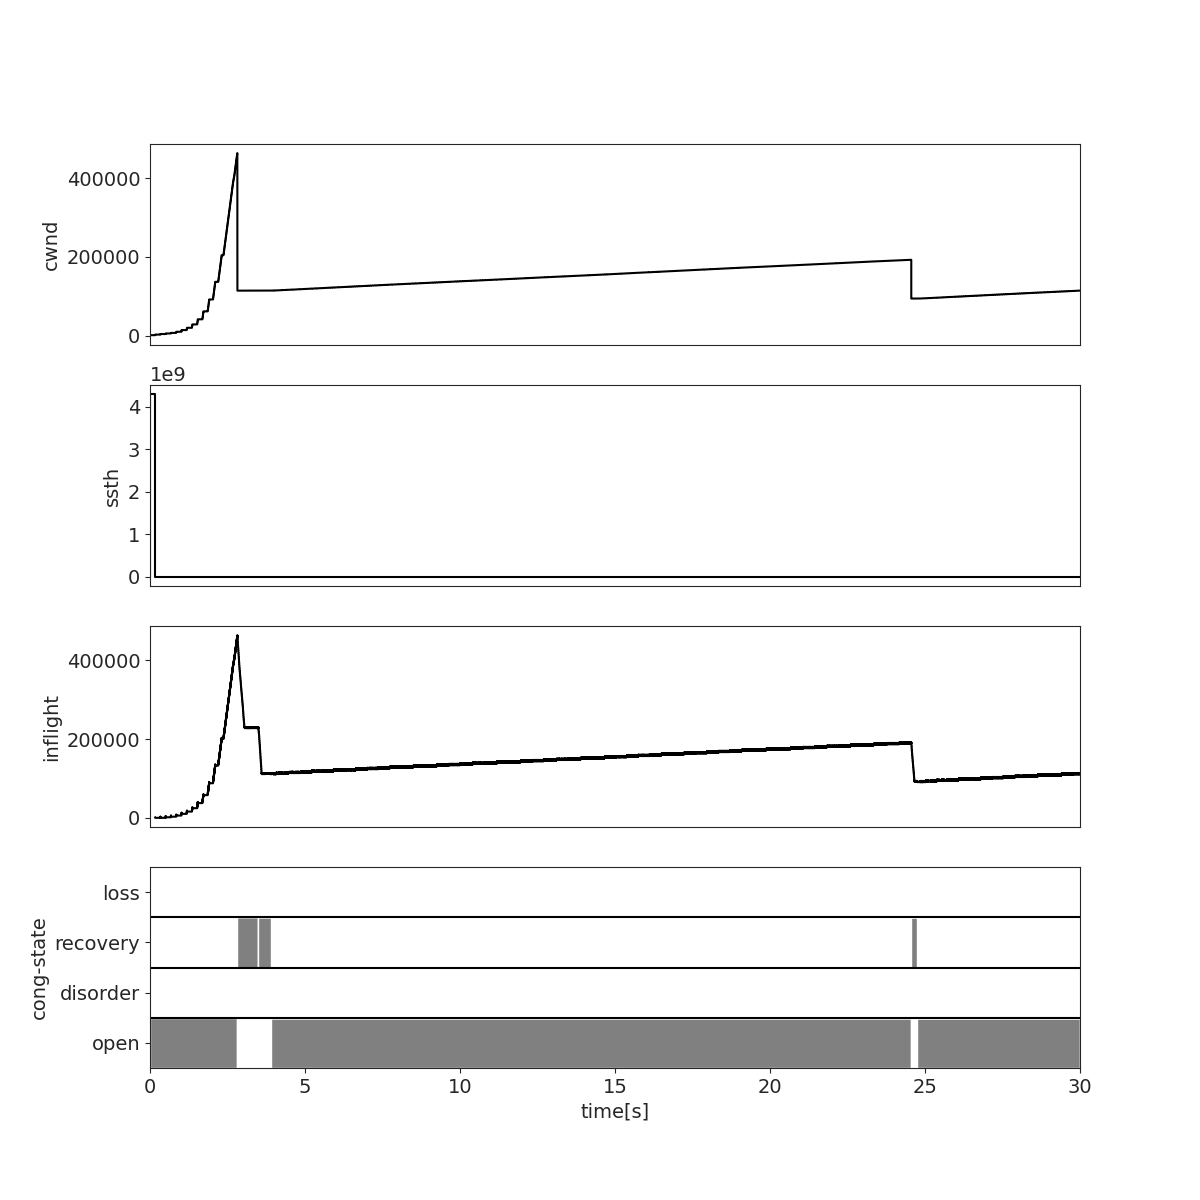 cwnd
400000
200000
0
1e9
ssth
4
3
2
1
0
inflight
400000
200000
0
cong-state
loss
recovery
disorder
open
0 5 10 15 20 25 30
time[s]